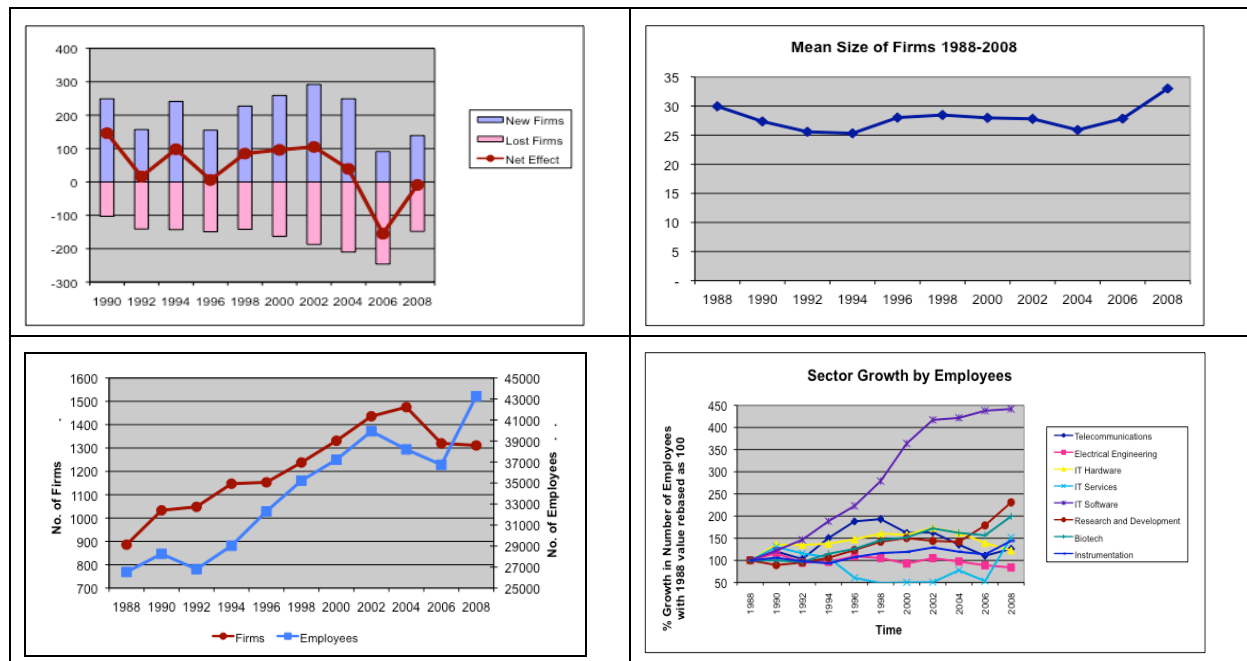 400
300
200
100
0
-100
-200
-300
1990 1992 1994 1996 1998 2000 2002 2004 2006 2008
New Firms
Lost Firms
Net Effect
Mean Size of Firms 1988-2008
35
30
25
20
15
10
5
-
1988 1990 1992 1994 1996 1998 2000 2002 2004 2006 2008
No. of Firms .
1600
1500
1400
1300
1200
1100
1000
900
800
700
45000
43000
41000
39000
37000
35000
33000
31000
29000
27000
25000
No. of Employees . .
1988 1990 1992 1994 1996 1998 2000 2002 2004 2006 2008
Firms Employees
Sector Growth by Employees
% Growth in Number of Employees
with 1988 value rebased as 100
450
400
350
300
250
200
150
100
50
1988 1990 1992 1994 1996 1998 2000 2002 2004 2006 2008
Time
Telecommunications
Electrical Engineering
IT Hardware
IT Services
IT Software
Research and Development
Biotech
Instrumentation